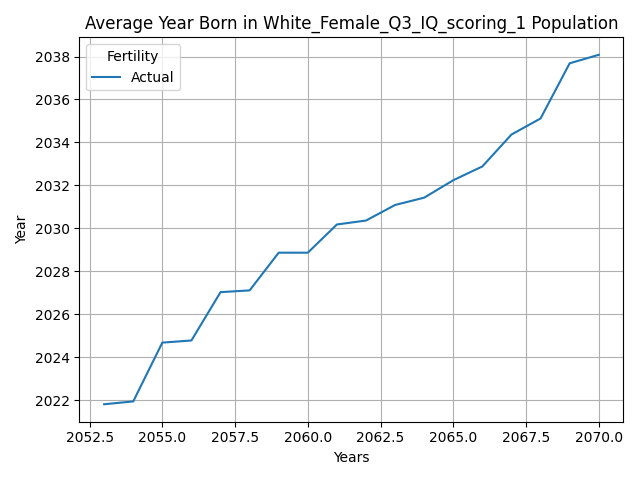 Average Year Born in White_Female_Q3_IQ_scoring_1 Population
Fertility
Actual
Year
2038
2036
2034
2032
2030
2028
2026
2024
2022
2052.5 2055.0 2057.5 2060.0 2062.5 2065.0 2067.5 2070.0
Years